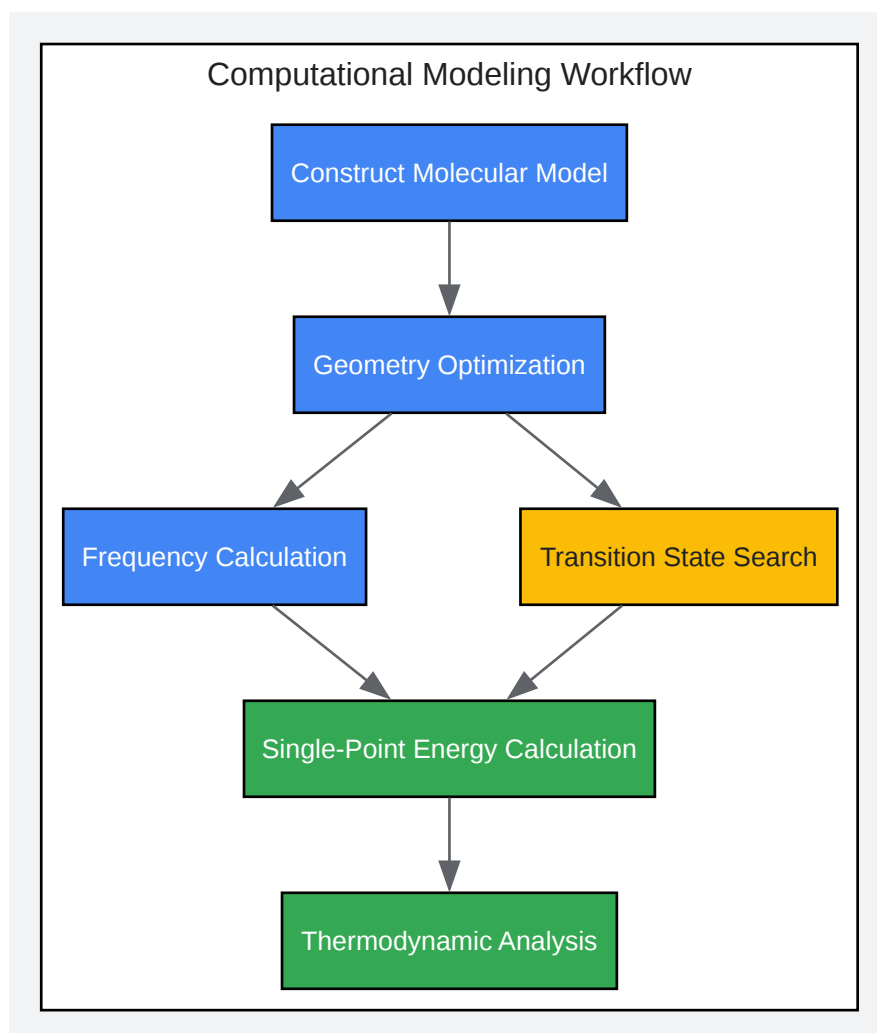 Computational Modeling Workflow
Construct Molecular Model
Geometry Optimization
Frequency Calculation
Transition State Search
Single-Point Energy Calculation
Thermodynamic Analysis